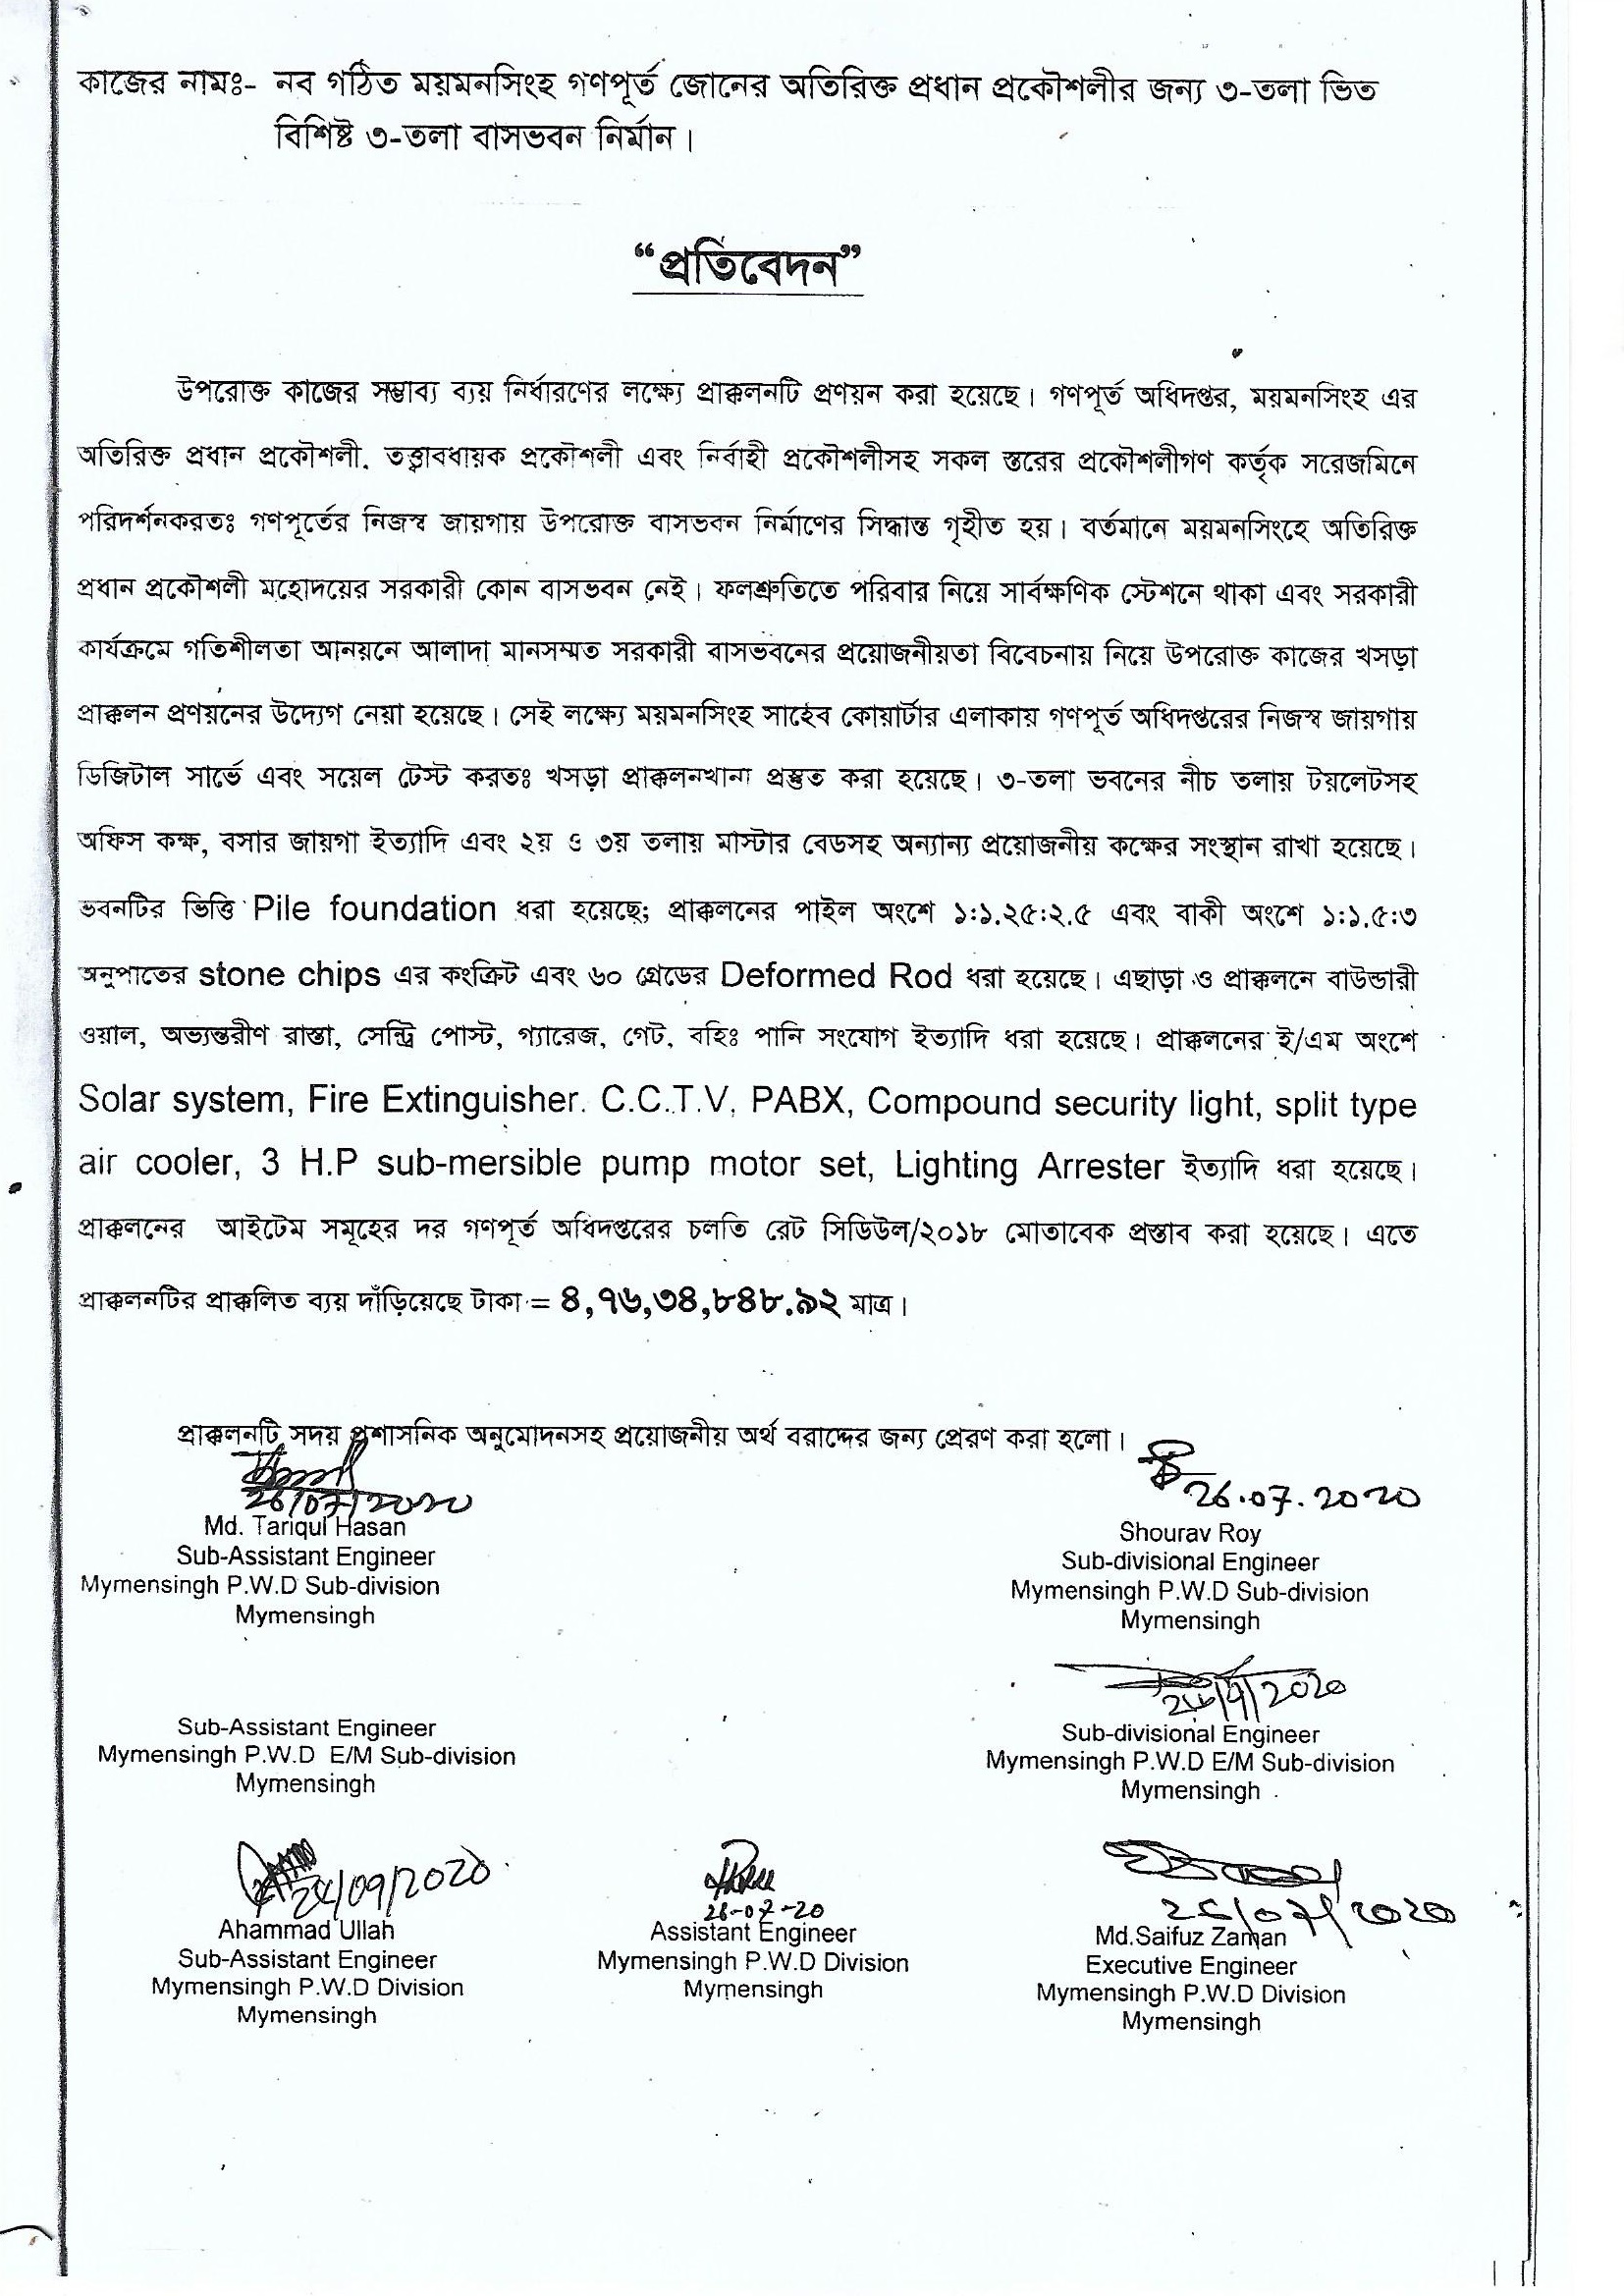 কাজের নামঃ- নব গঠিত ময়মনসিংহ গণপূর্ত জোনের অতিরিক্ত প্রধান প্রকৌশলীর জন্য ৩-তলা ভিত
বিশিষ্ট ৩-তলা বাসভবন নির্মান।
“প্রতিবেদন”
উপরোক্ত কাজের সম্ভাব্য ব্যয় নির্ধারণের লক্ষ্যে প্রাক্কলনটি প্রণয়ন করা হয়েছে। গণপূর্ত অধিদপ্তর, ময়মনসিংহ এর
অতিরিক্ত প্রধান প্রকৌশলী, তত্ত্বাবধায়ক প্রকৌশলী এবং নির্বাহী প্রকৌশলীসহ সকল স্তরের প্রকৌশলীগণ কর্তৃক সরেজমিনে
পরিদর্শনকরতঃ গণপূর্তের নিজস্ব জায়গায় উপরোক্ত বাসভবন নির্মাণের সিদ্ধান্ত গৃহীত হয়। বর্তমানে ময়মনসিংহে অতিরিক্ত
প্রধান প্রকৌশলী মহোদয়ের সরকারী কোন বাসভবন নেই। ফলশ্রুতিতে পরিবার নিয়ে সার্বক্ষণিক স্টেশনে থাকা এবং সরকারী
কার্যক্রমে গতিশীলতা আনয়নে আলাদা মানসম্মত সরকারী বাসভবনের প্রয়োজনীয়তা বিবেচনায় নিয়ে উপরোক্ত কাজের খসড়া
প্রাক্কলন প্রণয়নের উদ্যেগ নেয়া হয়েছে। সেই লক্ষ্যে ময়মনসিংহ সাহেব কোয়ার্টার এলাকায় গণপূর্ত অধিদপ্তরের নিজস্ব জায়গায়
ডিজিটাল সার্ভে এবং সয়েল টেস্ট করতঃ খসড়া প্রাক্কলনখানা প্রস্তুত করা হয়েছে। ৩-তলা ভবনের নীচ তলায় টয়লেটসহ
অফিস কক্ষ, বসার জায়গা ইত্যাদি এবং ২য় ও ৩য় তলায় মাস্টার বেডসহ অন্যান্য প্রয়োজনীয় কক্ষের সংস্থান রাখা হয়েছে।
ভবনটির ভিত্তি Pile foundation ধরা হয়েছে; প্রাক্কলনের পাইল অংশে ১:১.২৫:২.৫ এবং বাকী অংশে ১:১.৫:৩
অনুপাতের stone chips এর কংক্রিট এবং ৬০ গ্রেডের Deformed Rod ধরা হয়েছে। এছাড়া ও প্রাক্কলনে বাউন্ডারী
ওয়াল, অভ্যন্তরীণ রাস্তা, সেন্ট্রি পোস্ট, গ্যারেজ, গেট, বহিঃ পানি সংযোগ ইত্যাদি ধরা হয়েছে। প্রাক্কলনের ই/এম অংশে
Solar system, Fire Extinguisher. C.C.T.V, PABX, Compound security light, split type
air cooler, 3 H.P sub-mersible pump motor set, Lighting Arrester ইত্যাদি ধরা হয়েছে।
প্রাক্কলনের আইটেম সমূহের দর গণপূর্ত অধিদপ্তরের চলতি রেট সিডিউল/২০১৮ মোতাবেক প্রস্তাব করা হয়েছে। এতে
প্রাক্কলনটির প্রাক্কলিত ব্যয় দাঁড়িয়েছে টাকা = ৪,৭৬,৩৪,৮৪৮.৯২ মাত্র।
প্রাক্কলনটি সদয় প্রশাসনিক অনুমোদনসহ প্রয়োজনীয় অর্থ বরাদ্দের জন্য প্রেরণ করা হলো।
26/07/2020
26.07.2020
Md. Tariqul Hasan
Shourav Roy
Sub-Assistant Engineer
Sub-divisional Engineer
Mymensingh P.W.D Sub-division
Mymensingh P.W.D Sub-division
Mymensingh
Mymensingh
Sub-Assistant Engineer
Sub-divisional Engineer
Mymensingh P.W.D E/M Sub-division
Mymensingh P.W.D E/M Sub-division
Mymensingh
Mymensingh
26-07-20
Ahammad Ullah
Assistant Engineer
Md.Saifuz Zaman
Sub-Assistant Engineer
Mymensingh P.W.D Division
Executive Engineer
Mymensingh P.W.D Division
Mymensingh
Mymensingh P.W.D Division
Mymensingh
Mymensingh